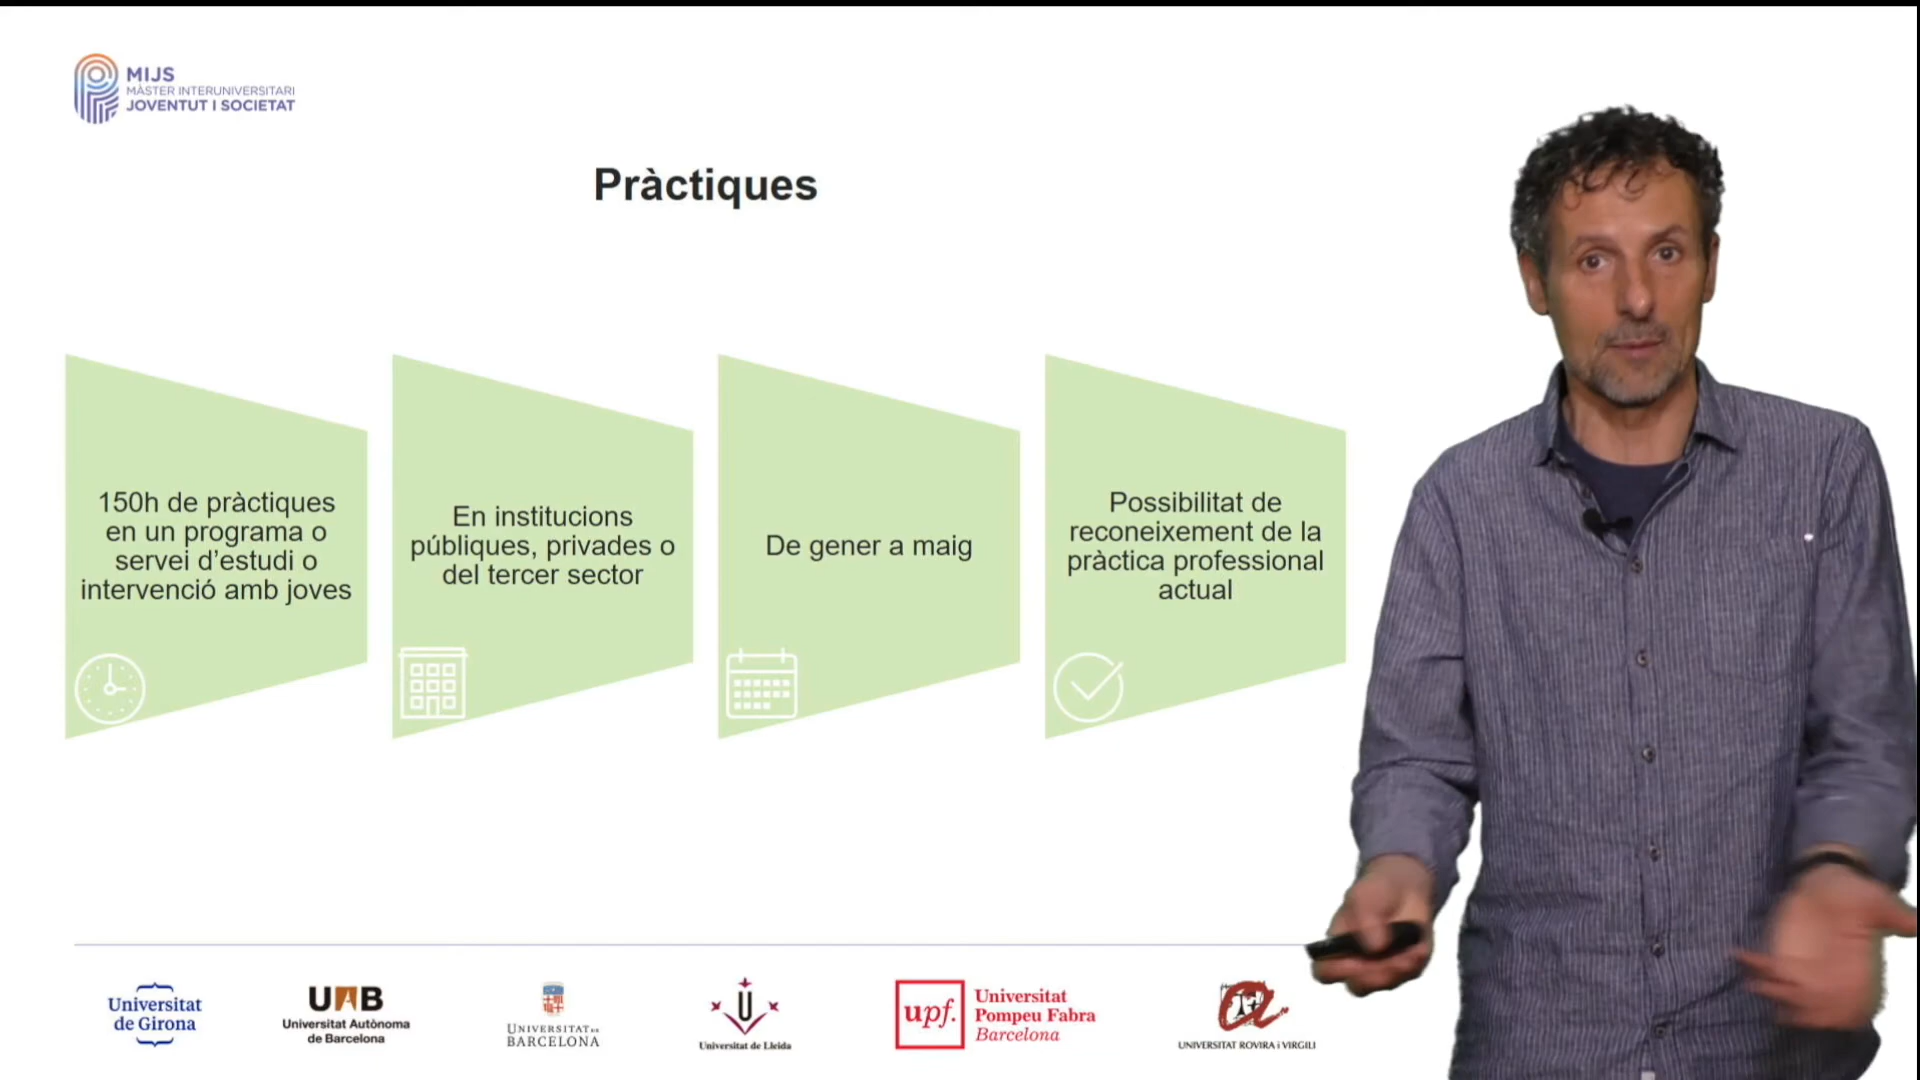 MIJS
MÀSTER INTERUNIVERSITARI
JOVENTUT I SOCIETAT
Pràctiques
150h de pràctiques
en un programa o
servei d'estudi o
intervenció amb joves
En institucions
públiques, privades o
del tercer sector
De gener a maig
Possibilitat de
reconeixement de la
pràctica professional
actual
Universitat
de Girona
UAB
Universitat Autònoma
de Barcelona
UNIVERSITAT DE
BARCELONA
U
Universitat de Lleida
upf.
Universitat
Pompeu Fabra
Barcelona
UNIVERSITAT ROVIRA i VIRGILI